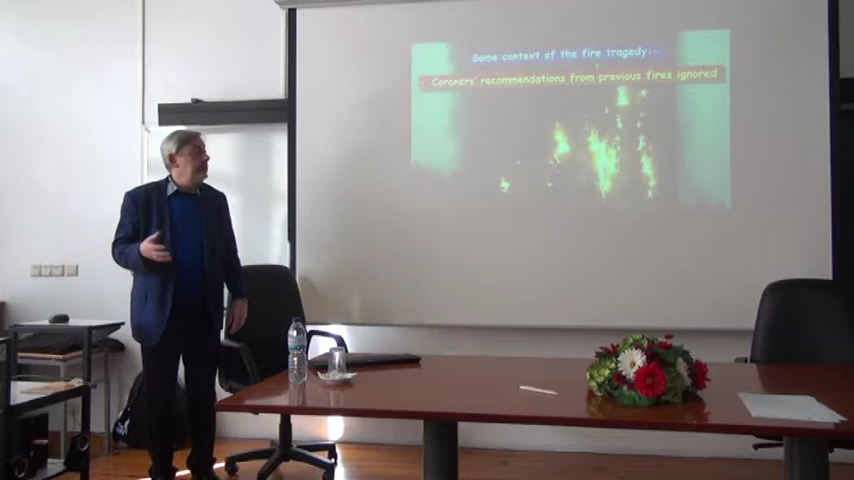 Some context of the fire tragedy:-
Coroners' recommendations from previous fires ignored